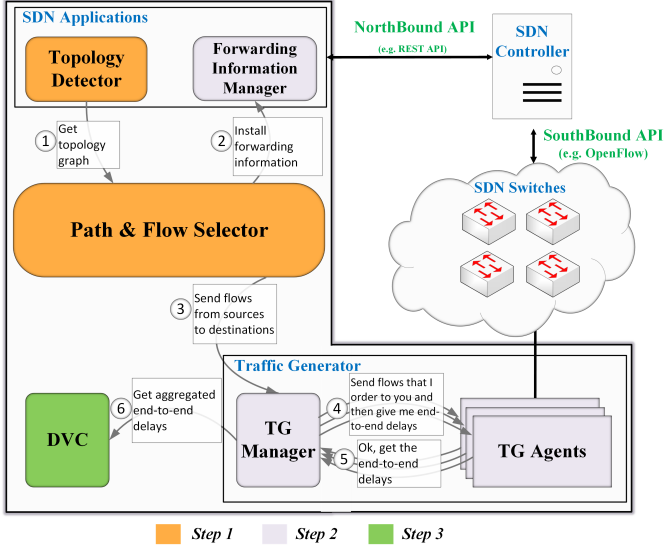 SDN Applications
Topology
Detector
Forwarding
Information
Manager
NorthBound API
(e.g. REST API)
SDN
Controller
1
Get
topology
graph
2
Install
forwarding
information
SouthBound API
(e.g. OpenFlow)
SDN Switches
Path & Flow Selector
3
Send flows
from sources
to destinations
Traffic Generator
6
Get aggregated
end-to-end
delays
4
Send flows that I
order to you and
then give me end-
to-end delays
DVC
TG
Manager
5
Ok, get the
end-to-end
delays
TG Agents
Step 1
Step 2
Step 3